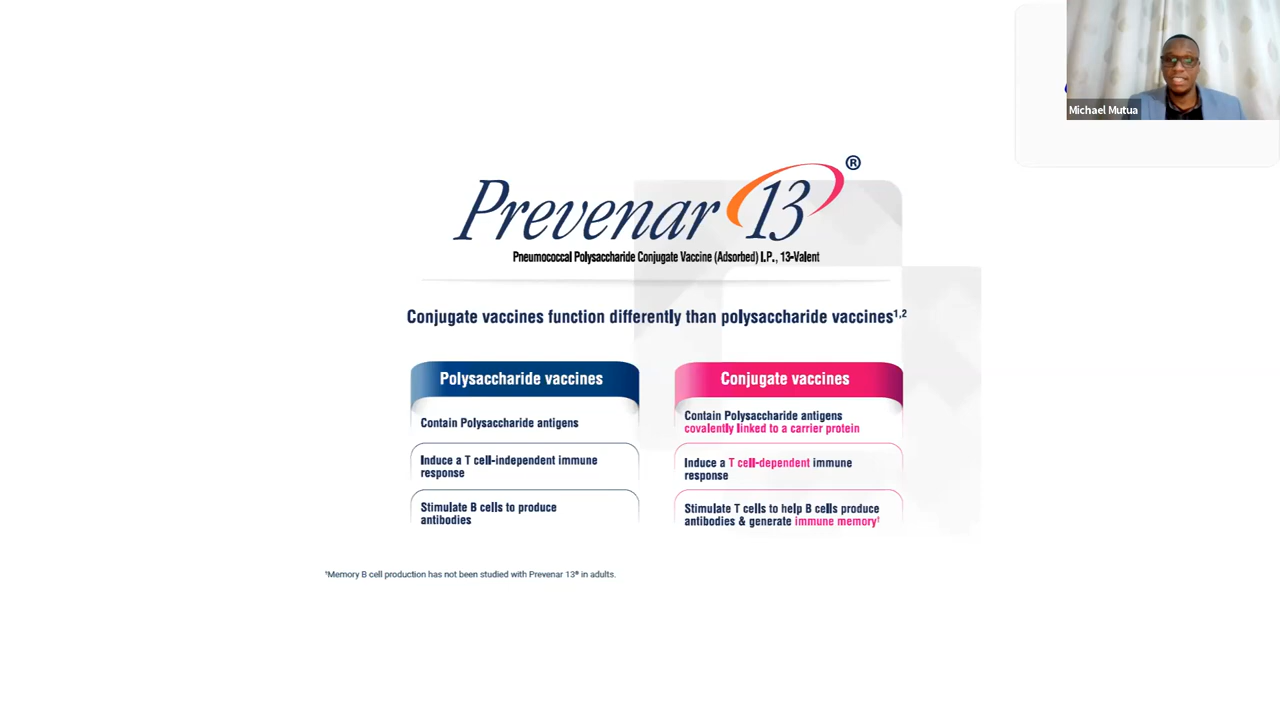 Michael Mutua
Prevenar 13®
Pneumococcal Polysaccharide Conjugate Vaccine (Adsorbed) I.P., 13-Valent
Conjugate vaccines function differently than polysaccharide vaccines1,2
Polysaccharide vaccines
Contain Polysaccharide antigens
Induce a T cell-independent immune
response
Stimulate B cells to produce
antibodies
Conjugate vaccines
Contain Polysaccharide antigens
covalently linked to a carrier protein
Induce a T cell-dependent immune
response
Stimulate T cells to help B cells produce
antibodies & generate immune memory†
†Memory B cell production has not been studied with Prevenar 13® in adults.